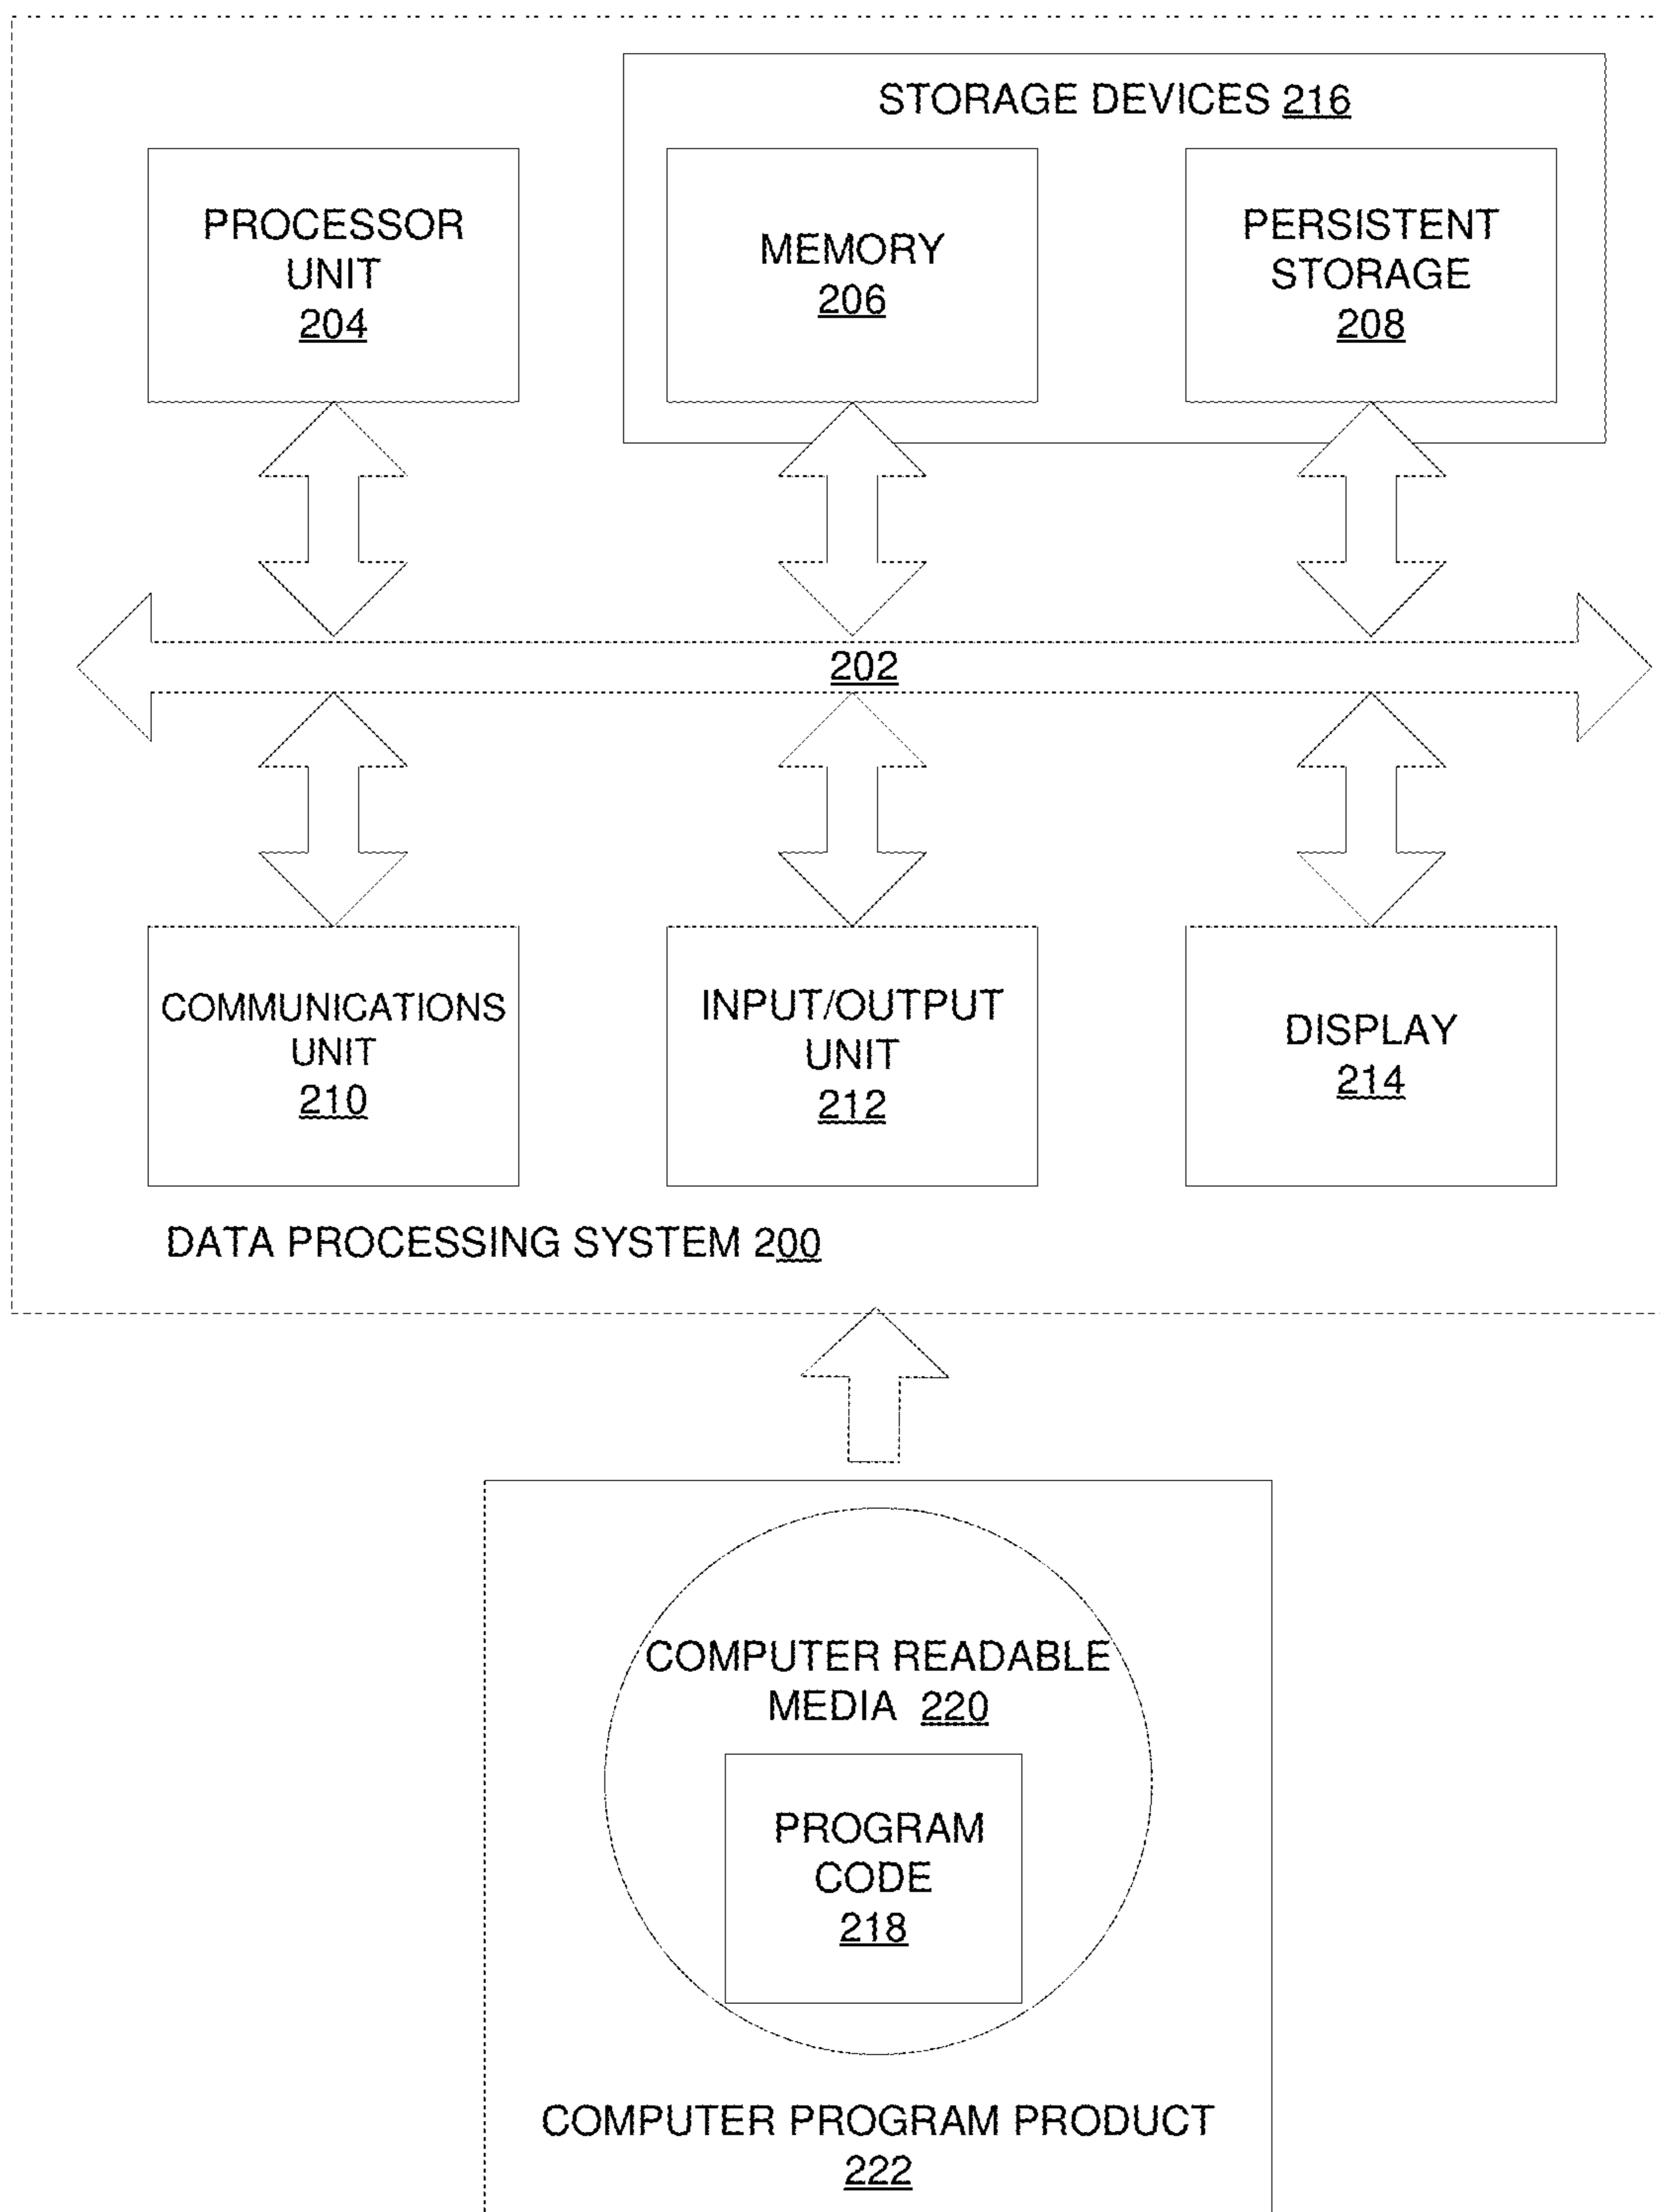 STORAGE DEVICES 216
PROCESSOR
UNIT
204
MEMORY
206
PERSISTENT
STORAGE
208
202
COMMUNICATIONS
UNIT
210
INPUT/OUTPUT
UNIT
212
DISPLAY
214
DATA PROCESSING SYSTEM 200
COMPUTER READABLE
MEDIA 220
PROGRAM
CODE
218
COMPUTER PROGRAM PRODUCT
222